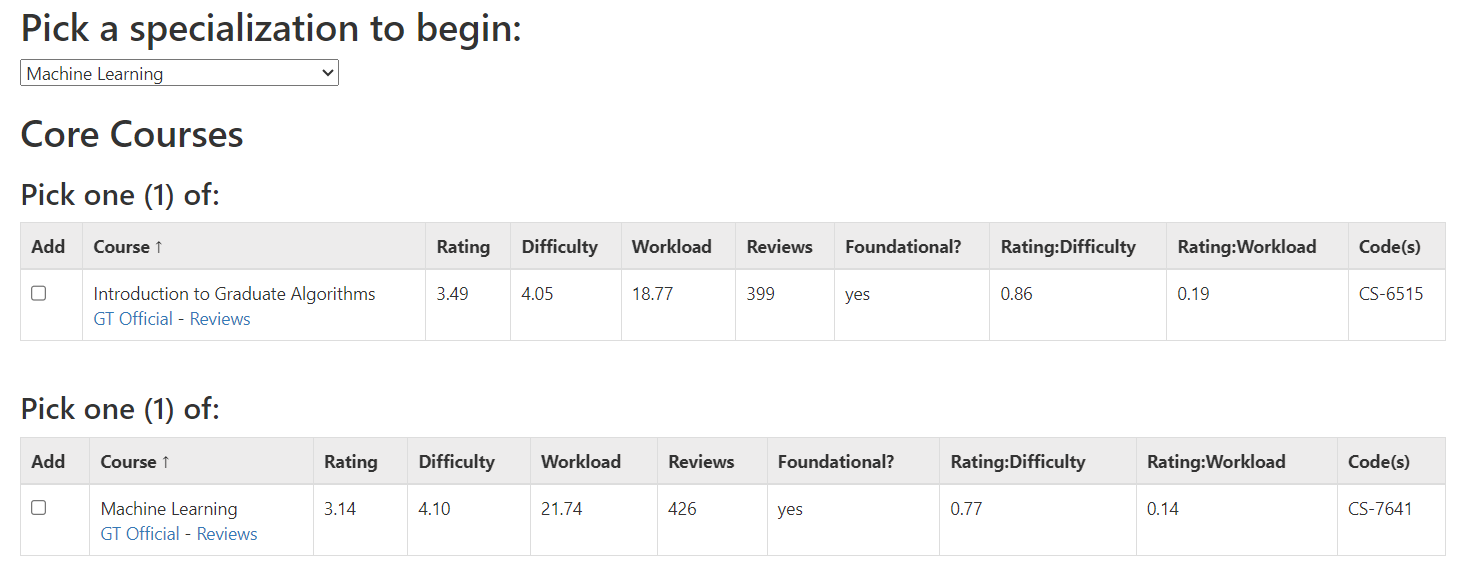 Pick a specialization to begin:
Machine Learning
Core Courses
Pick one (1) of:
Add Course ↑ Rating Difficulty Workload Reviews Foundational? Rating:Difficulty Rating:Workload Code(s)
Introduction to Graduate Algorithms 3.49 4.05 18.77 399 yes 0.86 0.19 CS-6515
GT Official - Reviews
Pick one (1) of:
Add Course ↑ Rating Difficulty Workload Reviews Foundational? Rating:Difficulty Rating:Workload Code(s)
Machine Learning 3.14 4.10 21.74 426 yes 0.77 0.14 CS-7641
GT Official - Reviews